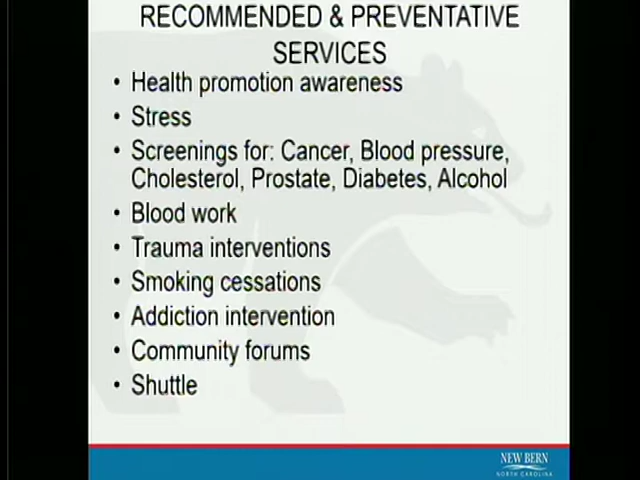 RECOMMENDED & PREVENTATIVE
SERVICES
• Health promotion awareness
• Stress
• Screenings for: Cancer, Blood pressure,
Cholesterol, Prostate, Diabetes, Alcohol
• Blood work
• Trauma interventions
• Smoking cessations
• Addiction intervention
• Community forums
• Shuttle
NEW BERN
NORTH CAROLINA